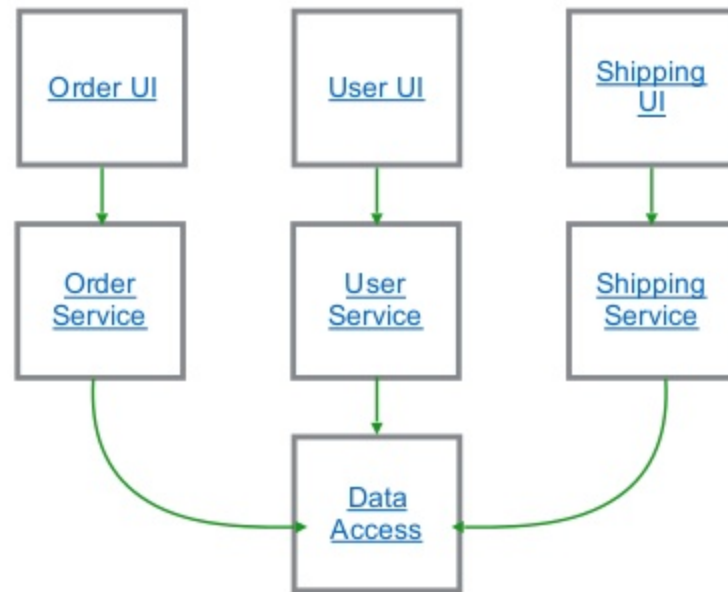 Order UI
User UI
Shipping
UI
Order
Service
User
Service
Shipping
Service
Data
Access